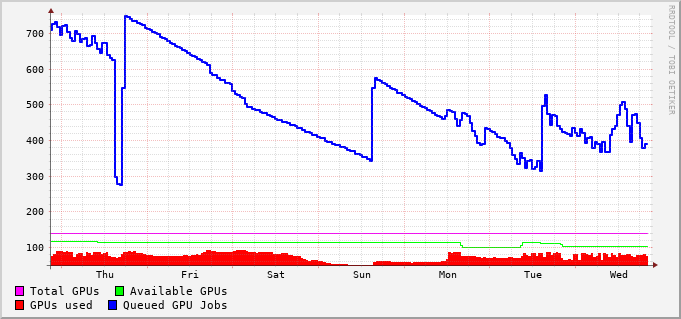 RRDTOOL / TOBI OETIKER
700
600
500
400
300
200
100
Thu Fri Sat Sun Mon Tue Wed
Total GPUs Available GPUs
GPUs used Queued GPU Jobs